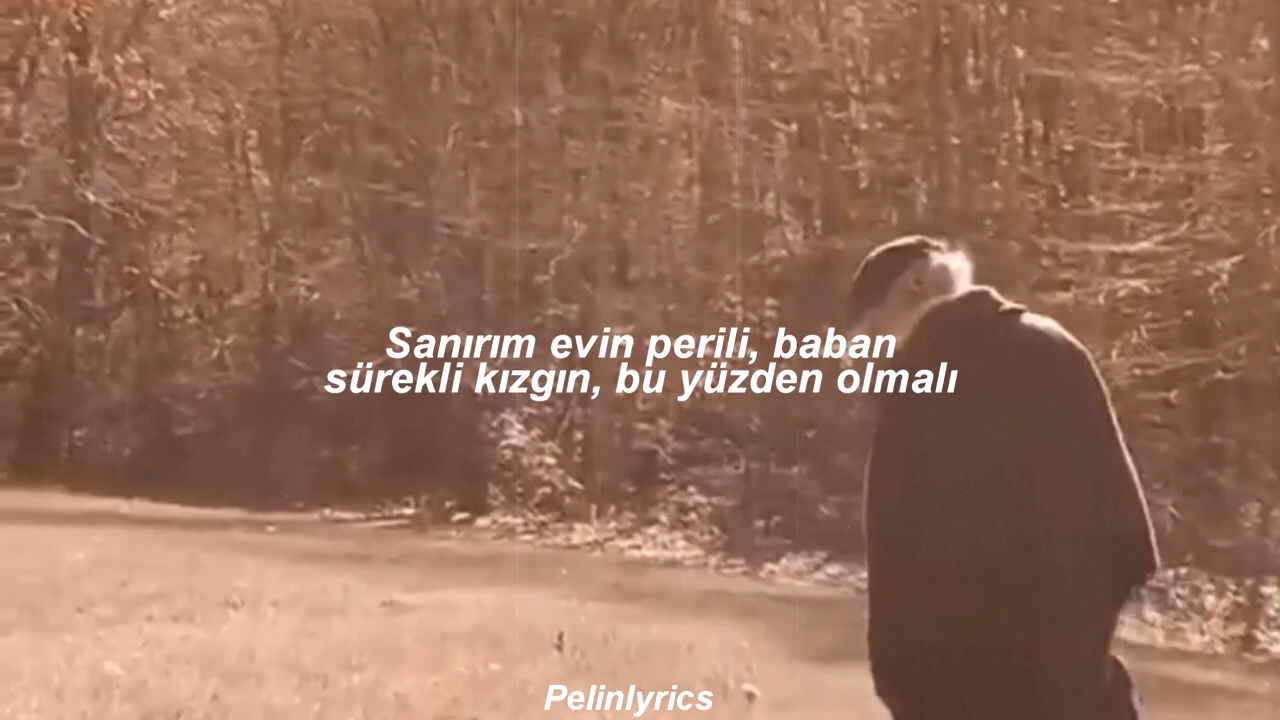 Sanırım evin perili, baban
sürekli kızgın, bu yüzden olmalı
Pelinlyrics